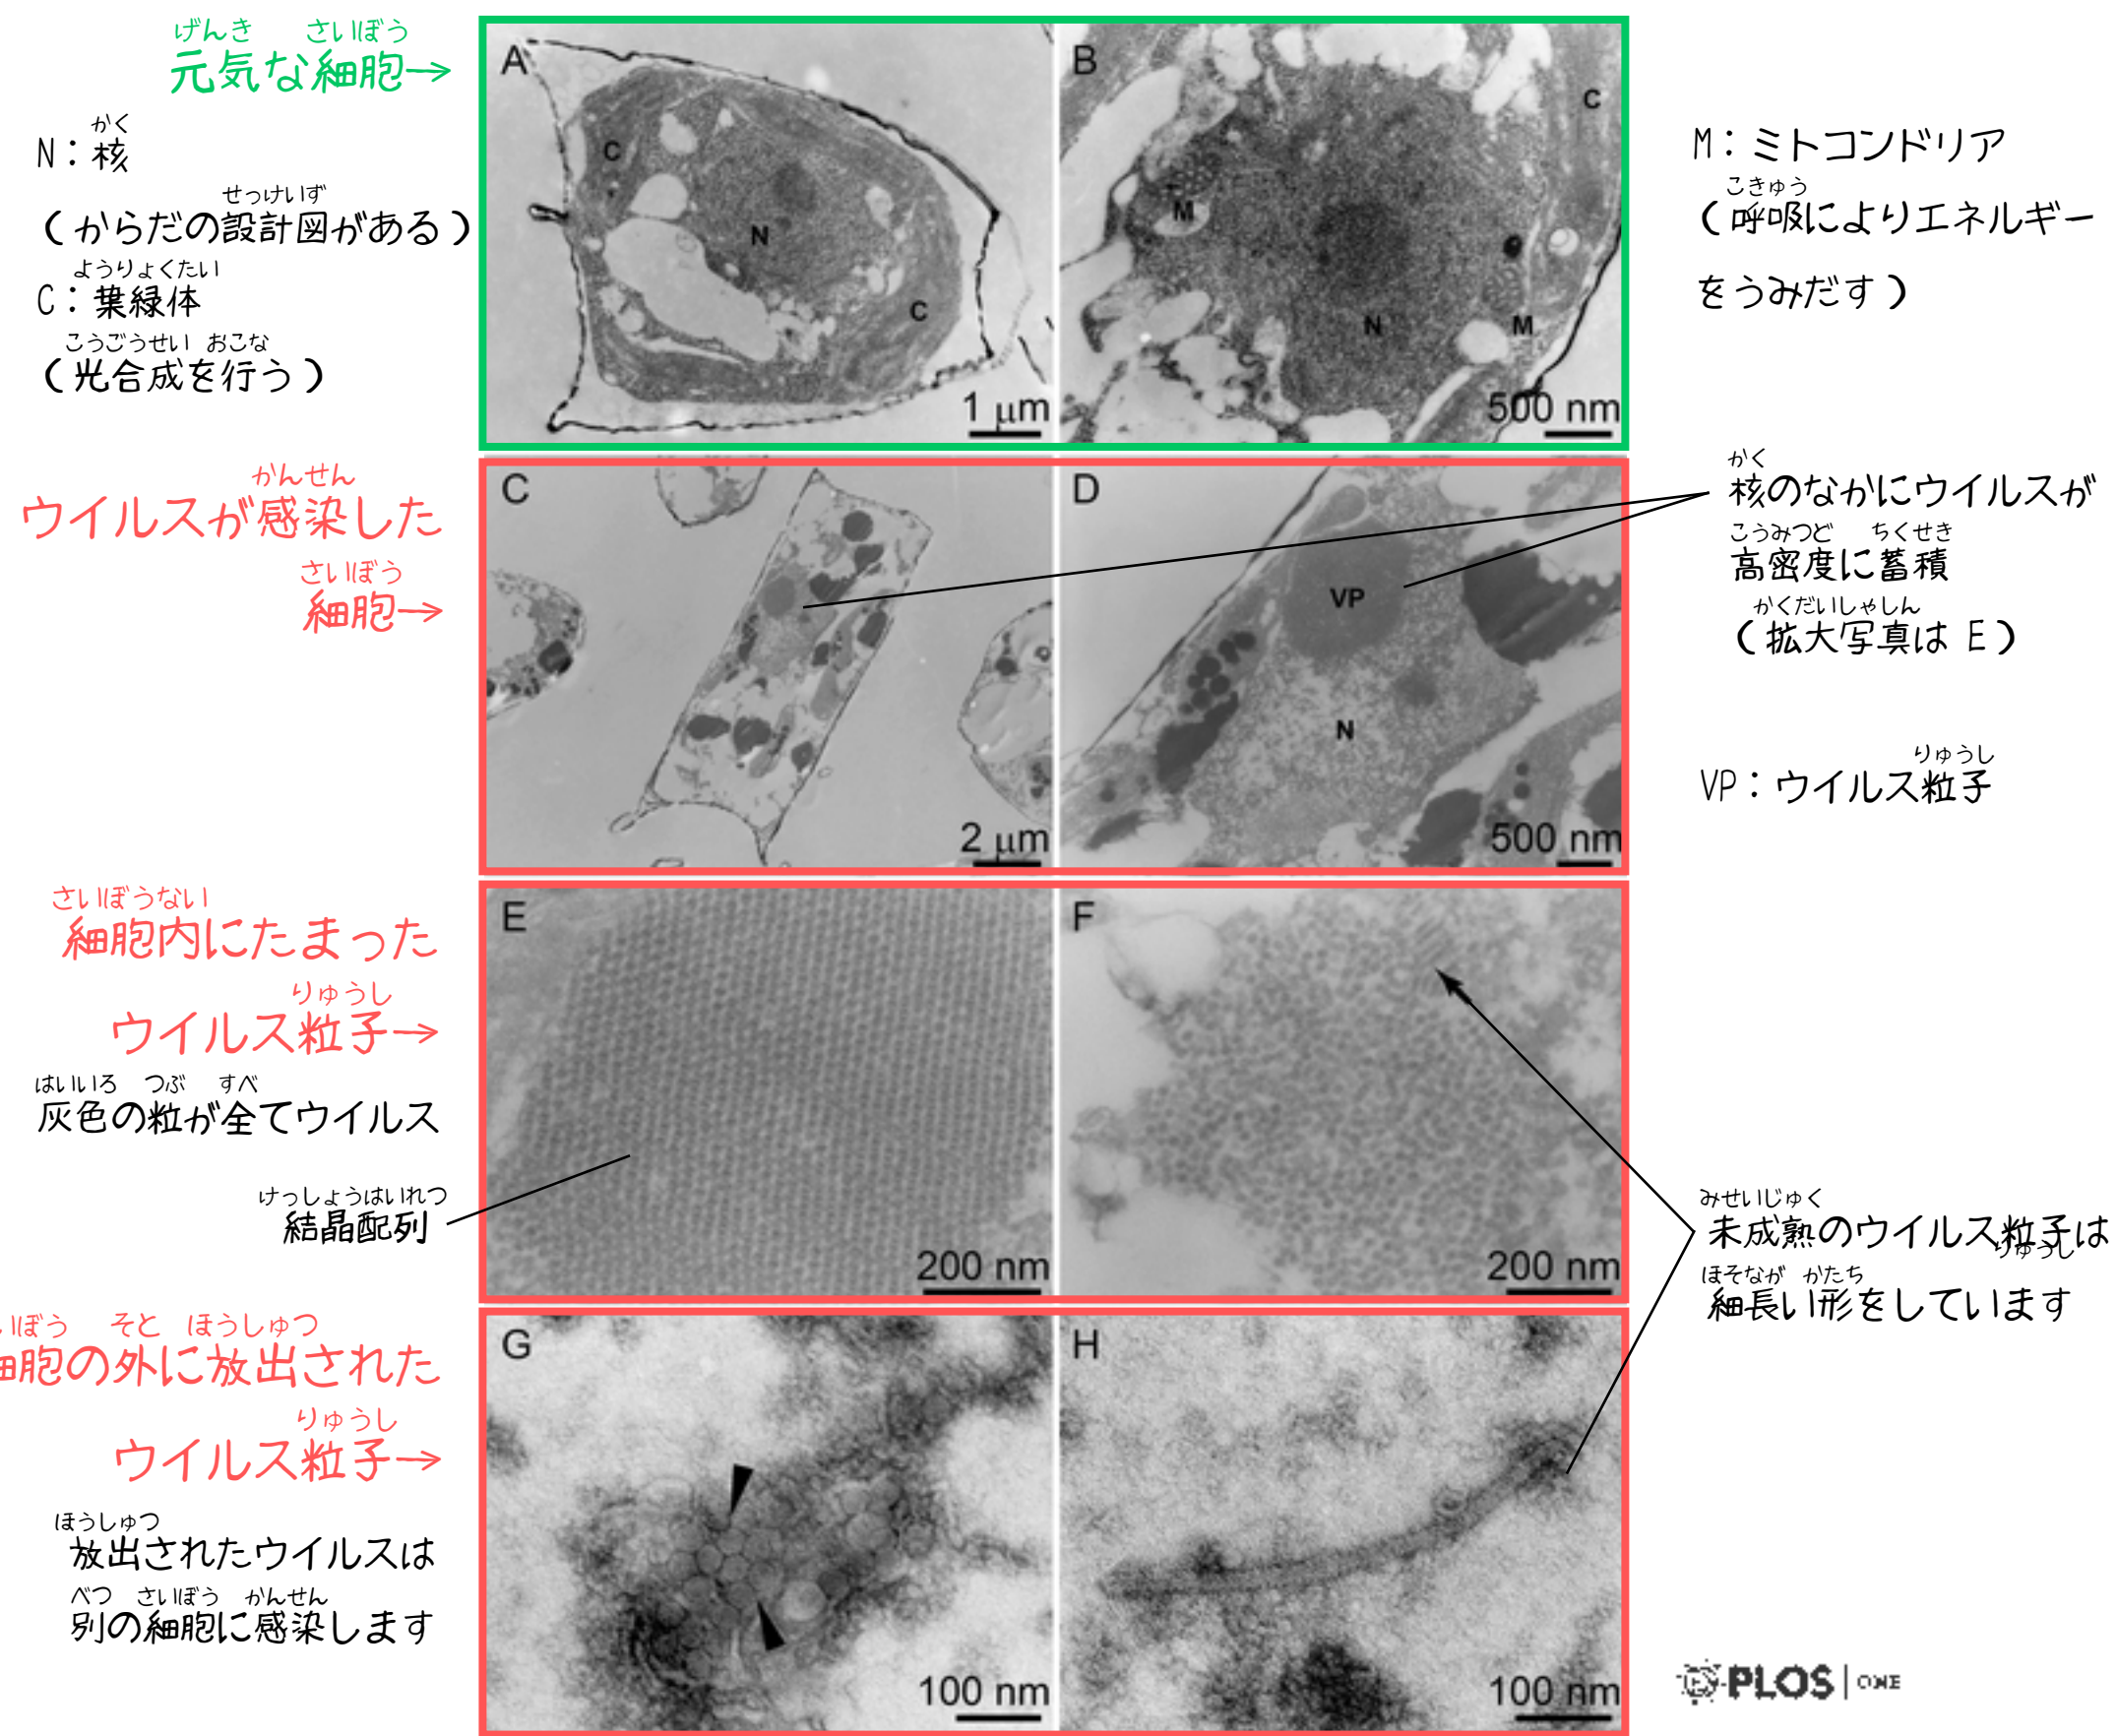 げんき さいぼう
元気な細胞→
かく
N：核
せっけいず
（からだの設計図がある）
ようりょくたい
C：葉緑体
こうごうせい おこな
（光合成を行う）
A
C
N
C
1 μm
B
C
M
N
M
500 nm
M：ミトコンドリア
こきゅう
（呼吸によりエネルギー
をうみだす）
かんせん
ウイルスが感染した
さいぼう
細胞→
C
2 μm
D
VP
N
500 nm
かく
核のなかにウイルスが
こうみつど ちくせき
高密度に蓄積
かくだいしゃしん
（拡大写真は E）
りゅうし
VP：ウイルス粒子
さいぼうない
細胞内にたまった
りゅうし
ウイルス粒子→
はいいろ つぶ すべ
灰色の粒が全てウイルス
けっしょうはいれつ
結晶配列
E
200 nm
F
200 nm
みせいじゅく
未成熟のウイルス粒子は
りゅうし
ほそなが かたち
細長い形をしています
いぼう そと ほうしゅつ
胞の外に放出された
りゅうし
ウイルス粒子→
ほうしゅつ
放出されたウイルスは
べつ さいぼう かんせん
別の細胞に感染します
G
100 nm
H
100 nm
PLOS | ONE